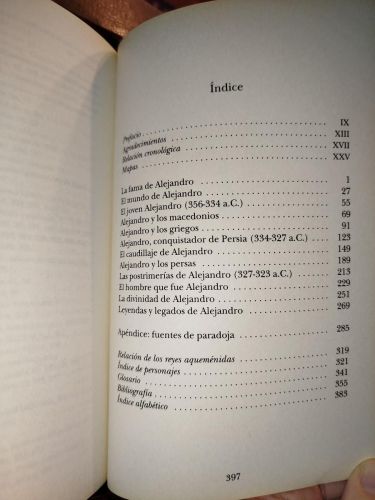 Índice
Prefacio IX
Agradecimientos XIII
Relación cronológica XVII
Mapas XXV
La fama de Alejandro 1
El mundo de Alejandro 27
El joven Alejandro (356-334 a.C.) 55
Alejandro y los macedonios 69
Alejandro y los griegos 91
Alejandro, conquistador de Persia (334-327 a.C.) 123
El caudillaje de Alejandro 149
Alejandro y los persas 189
Las postrimerías de Alejandro (327-323 a.C.) 213
El hombre que fue Alejandro 229
La divinidad de Alejandro 251
Leyendas y legados de Alejandro 269
Apéndice: fuentes de paradoja 285
Relación de los reyes aqueménidas 319
Índice de personajes 321
Glosario 341
Bibliografía 355
Índice alfabético 383
397